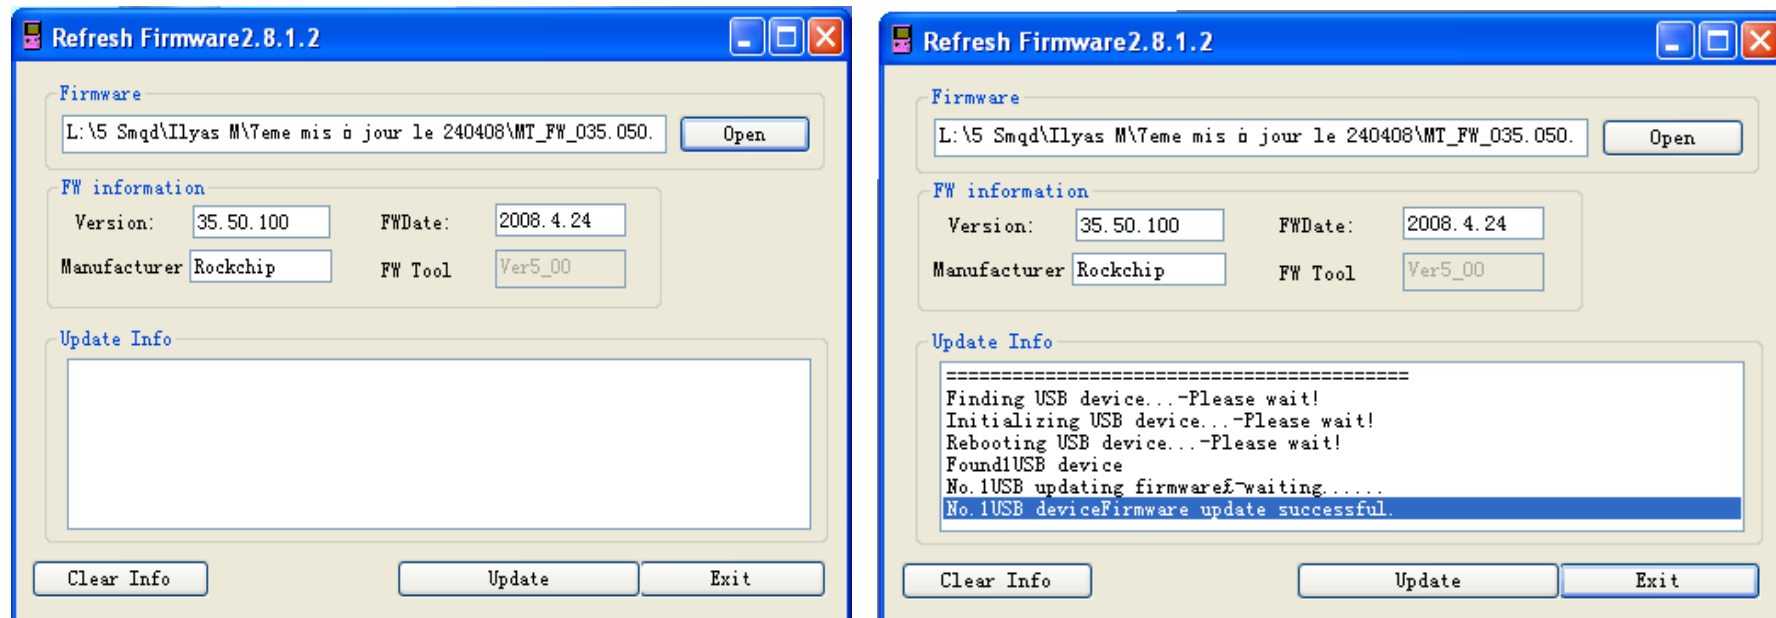 Refresh Firmware2.8.1.2
Firmware
L:\5 Smqd\Ilyas M\7eme mis à jour le 240408\MT_FW_035.050.
Open
FW information
Version: 35.50.100 FWDate: 2008.4.24
Manufacturer Rockchip FW Tool Ver5_00
Update Info
Clear Info Update Exit
Refresh Firmware2.8.1.2
Firmware
L:\5 Smqd\Ilyas M\7eme mis à jour le 240408\MT_FW_035.050.
Open
FW information
Version: 35.50.100 FWDate: 2008.4.24
Manufacturer Rockchip FW Tool Ver5_00
Update Info
==========================================
Finding USB device...-Please wait!
Initializing USB device...-Please wait!
Rebooting USB device...-Please wait!
Found1USB device
No.1USB updating firmware£¬waiting......
No.1USB deviceFirmware update successful.
Clear Info Update Exit